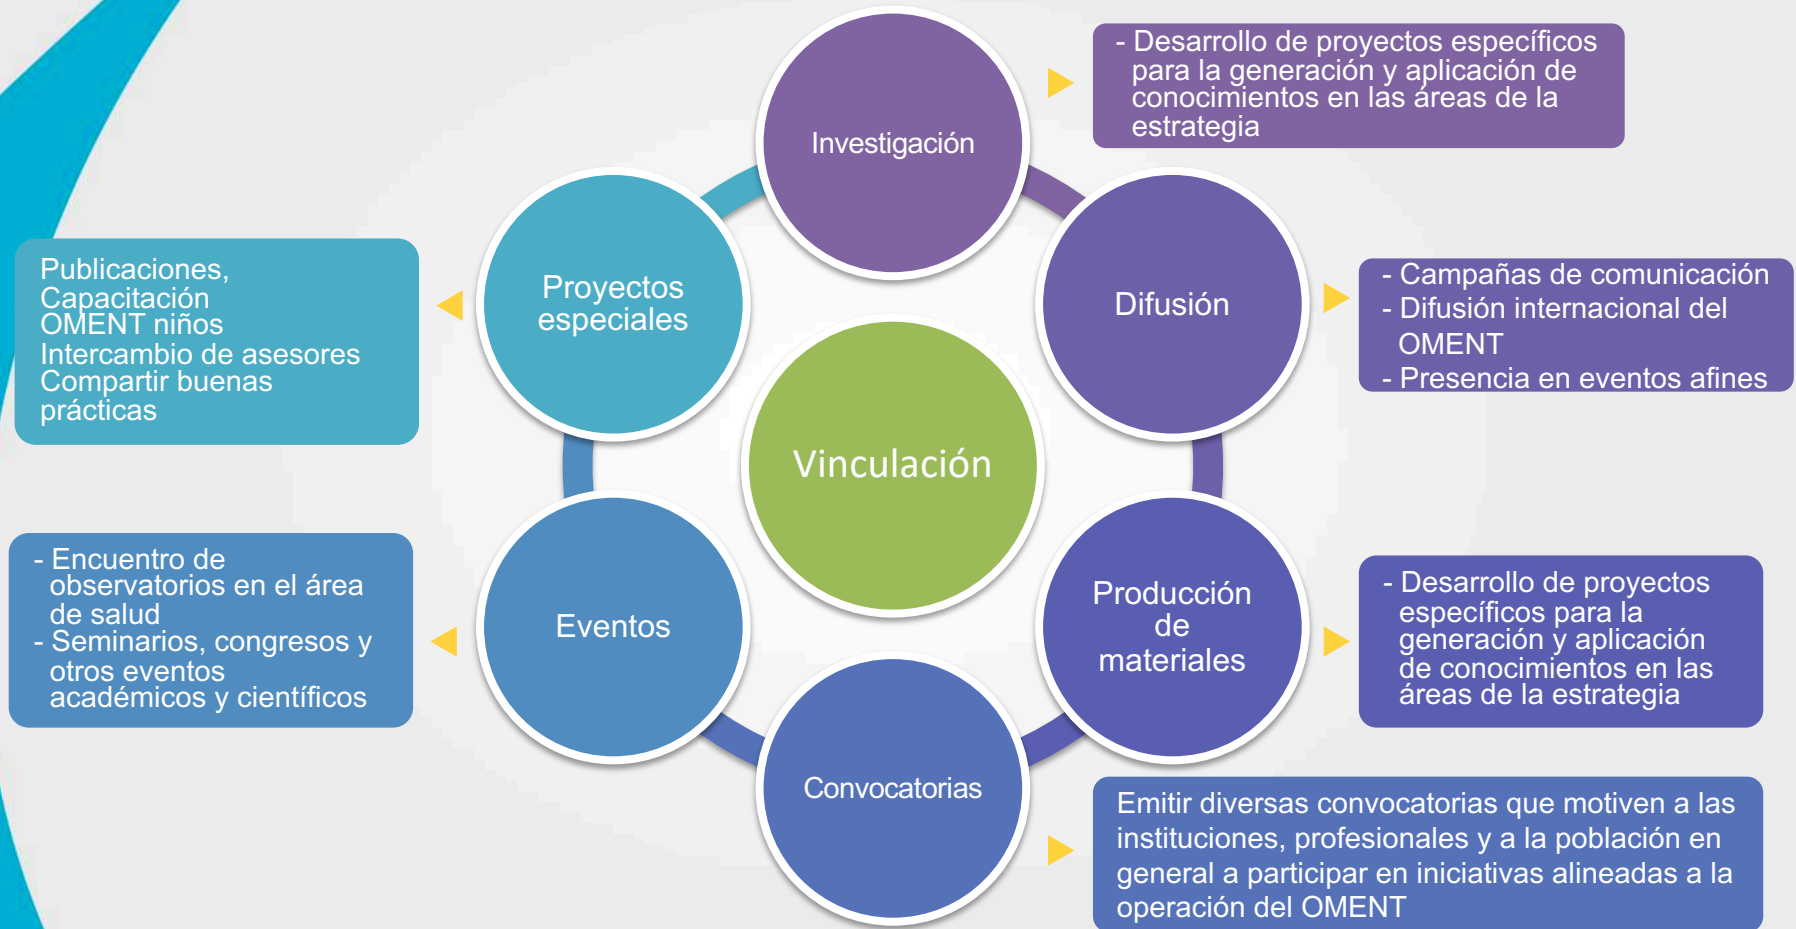 Investigación
- Desarrollo de proyectos específicos
para la generación y aplicación de
conocimientos en las áreas de la
estrategia
Difusión
- Campañas de comunicación
- Difusión internacional del
OMENT
- Presencia en eventos afines
Producción
de
materiales
- Desarrollo de proyectos
específicos para la
generación y aplicación
de conocimientos en las
áreas de la estrategia
Convocatorias
Emitir diversas convocatorias que motiven a las
instituciones, profesionales y a la población en
general a participar en iniciativas alineadas a la
operación del OMENT
Eventos
- Encuentro de
observatorios en el área
de salud
- Seminarios, congresos y
otros eventos
académicos y científicos
Proyectos
especiales
Publicaciones,
Capacitación
OMENT niños
Intercambio de asesores
Compartir buenas
prácticas
Vinculación